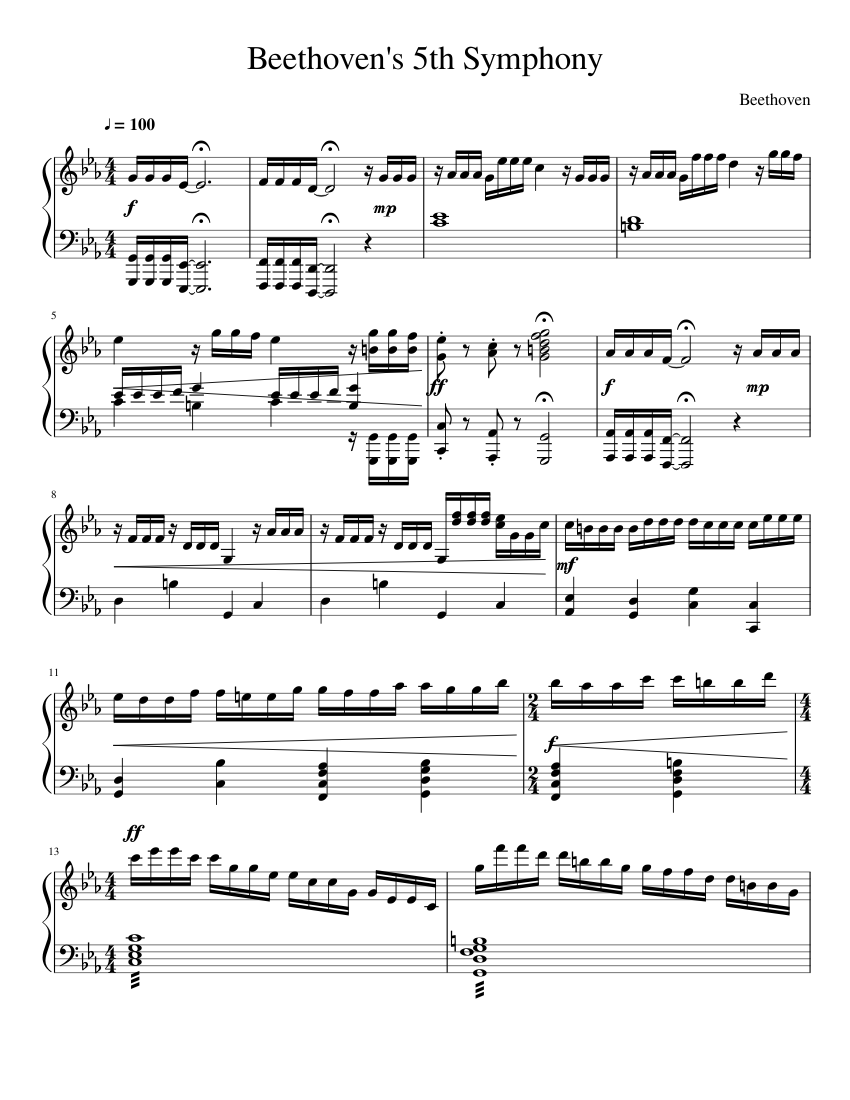 Beethoven's 5th Symphony
Beethoven
♩ = 100
f
mp
5
ff
f
mp
8
mf
11
f
13
ff